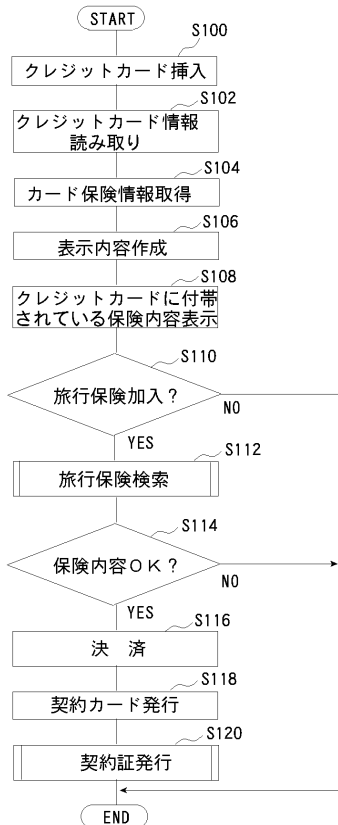 START
S100
クレジットカード挿入
S102
クレジットカード情報
読み取り
S104
カード保険情報取得
S106
表示内容作成
S108
クレジットカードに付帯
されている保険内容表示
S110
旅行保険加入？
NO
YES
S112
旅行保険検索
S114
保険内容ＯＫ？
NO
YES
S116
決　済
S118
契約カード発行
S120
契約証発行
END